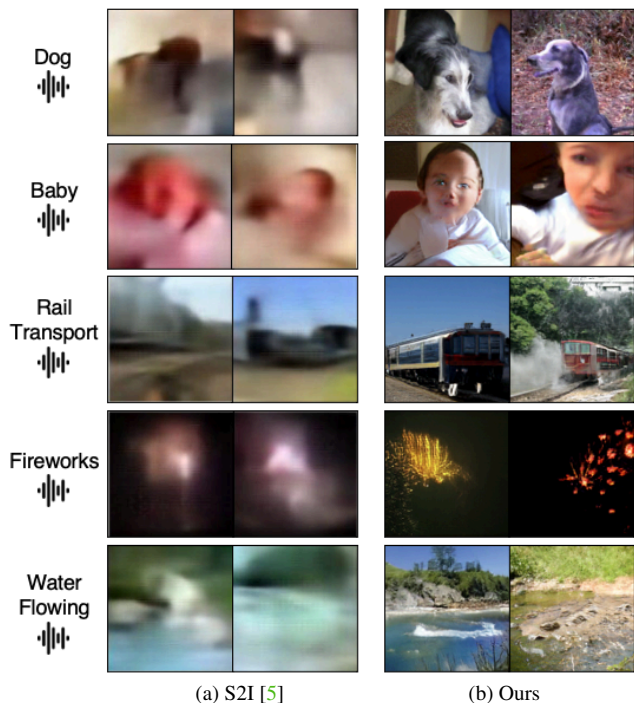 Dog
Baby
Rail
Transport
Fireworks
Water
Flowing
(a) S2I [5]
(b) Ours